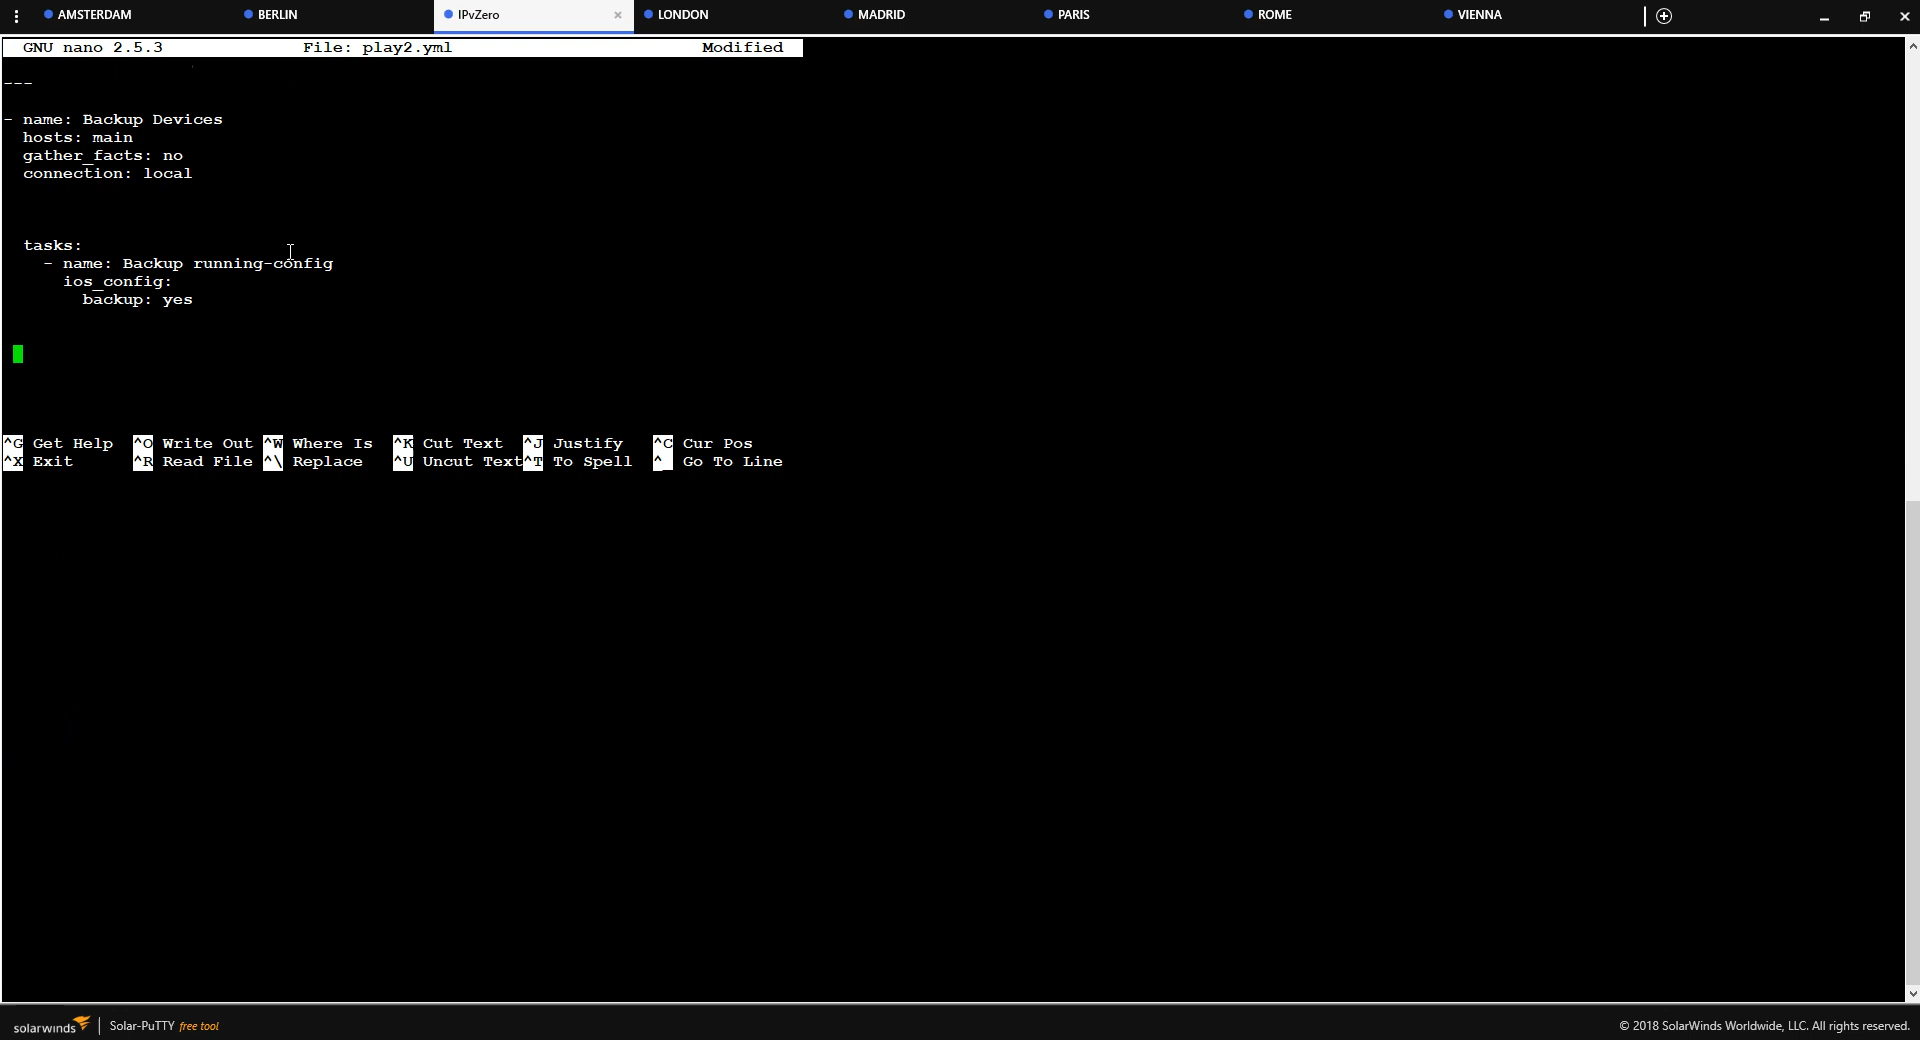 AMSTERDAM BERLIN IPvZero × LONDON MADRID PARIS ROME VIENNA
GNU nano 2.5.3 File: play2.yml Modified
---
- name: Backup Devices
hosts: main
gather_facts: no
connection: local
tasks:
- name: Backup running-config
ios_config:
backup: yes
^G Get Help ^O Write Out ^W Where Is ^K Cut Text ^J Justify ^C Cur Pos
^X Exit ^R Read File ^\ Replace ^U Uncut Text ^T To Spell ^_ Go To Line
solarwinds | Solar-PuTTY free tool © 2018 SolarWinds Worldwide, LLC. All rights reserved.